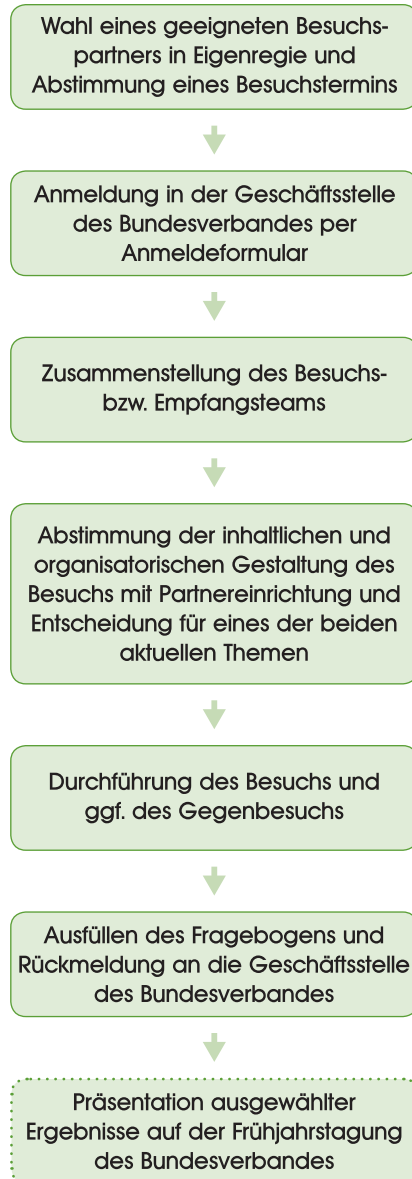 Wahl eines geeigneten Besuchs-
partners in Eigenregie und
Abstimmung eines Besuchstermins
Anmeldung in der Geschäftsstelle
des Bundesverbandes per
Anmeldeformular
Zusammenstellung des Besuchs-
bzw. Empfangsteams
Abstimmung der inhaltlichen und
organisatorischen Gestaltung des
Besuchs mit Partnereinrichtung und
Entscheidung für eines der beiden
aktuellen Themen
Durchführung des Besuchs und
ggf. des Gegenbesuchs
Ausfüllen des Fragebogens und
Rückmeldung an die Geschäftsstelle
des Bundesverbandes
Präsentation ausgewählter
Ergebnisse auf der Frühjahrstagung
des Bundesverbandes